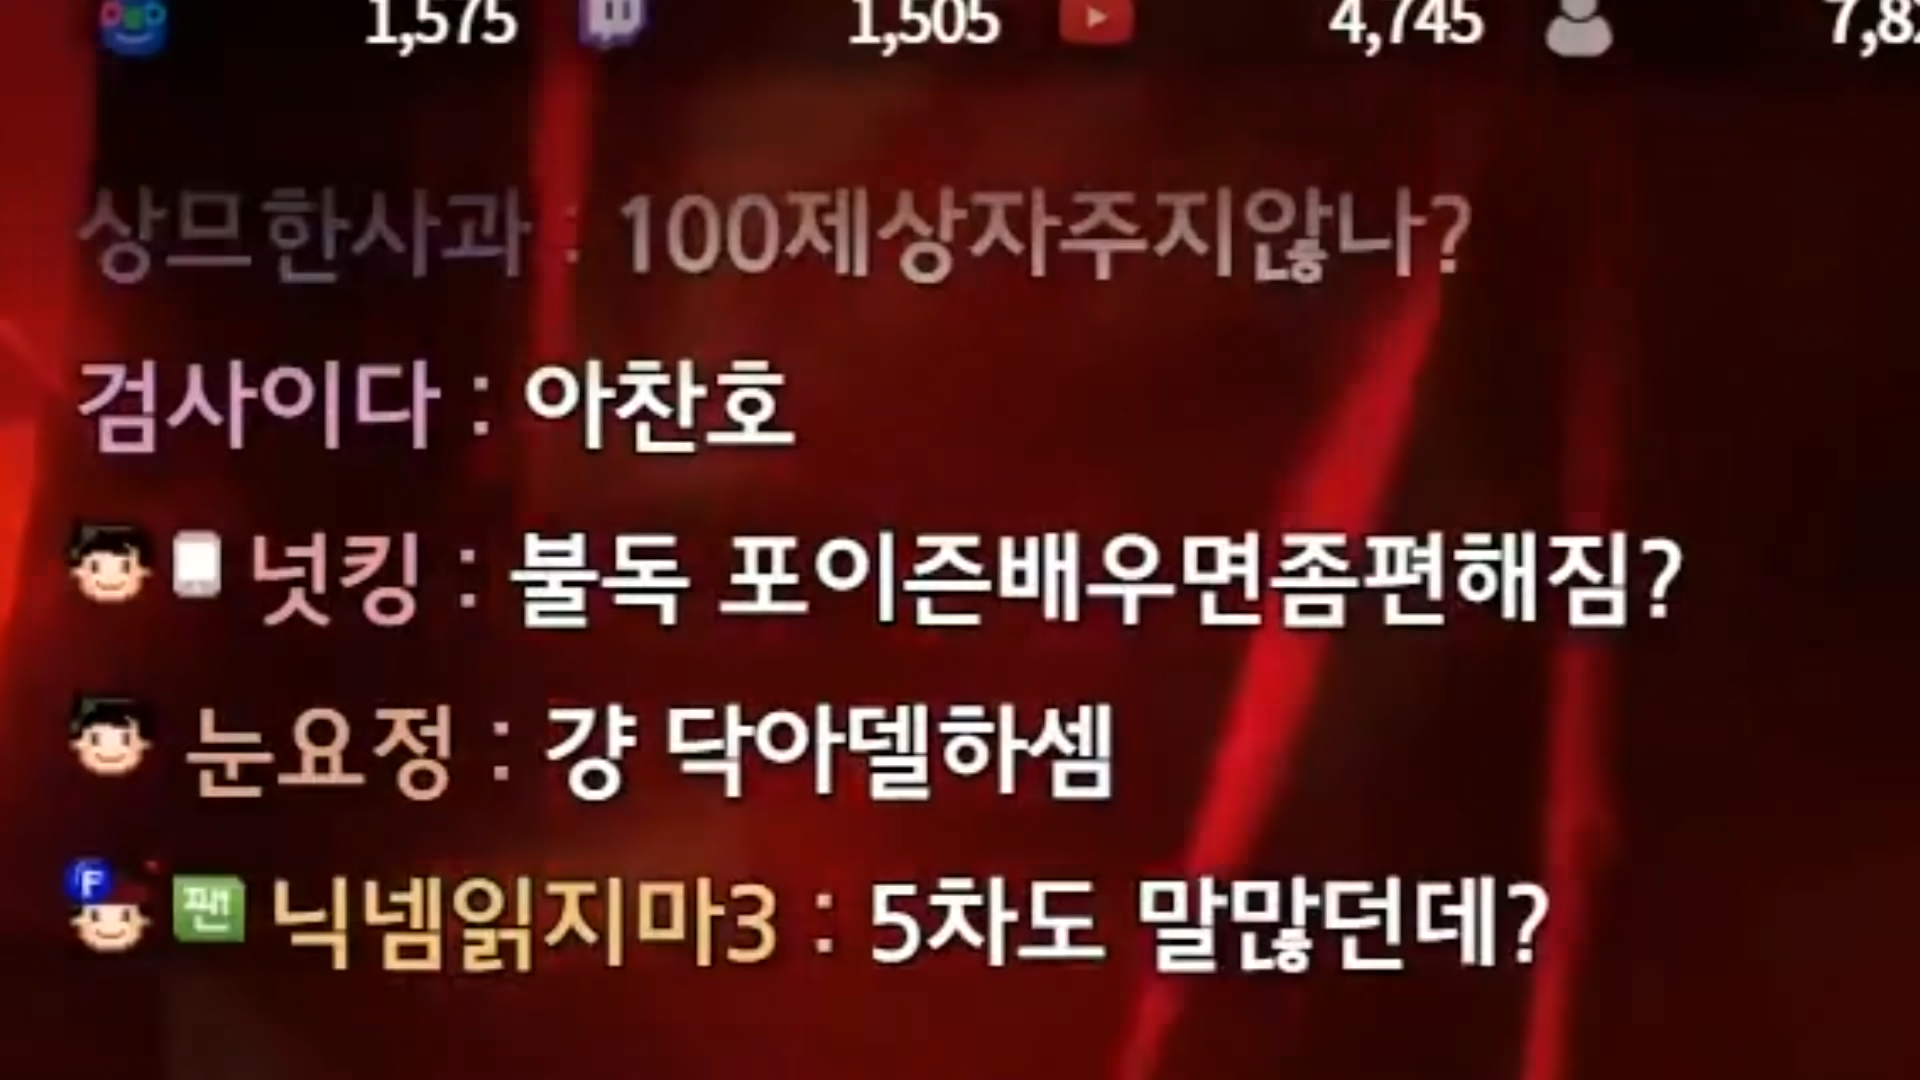 1,575 1,505 4,745
상므한사과 : 100제상자주지않나?
검사이다 : 아찬호
넛킹 : 불독 포이즌배우면좀편해짐?
눈요정 : 걍 닥아델하셈
F 팬 닉넴읽지마3 : 5차도 말많던데?